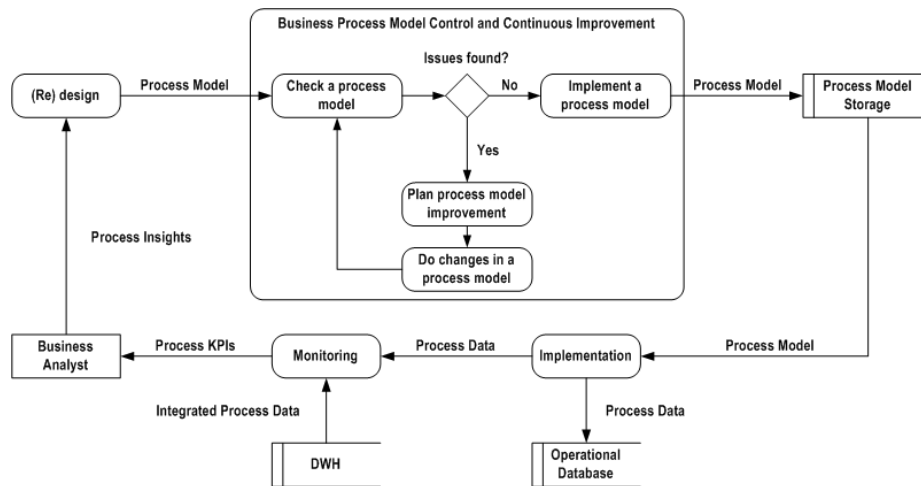 Business Process Model Control and Continuous Improvement
Issues found?
(Re) design
Process Model
Check a process
model
No
Implement a
process model
Process Model
Process Model
Storage
Yes
Plan process model
improvement
Process Insights
Do changes in a
process model
Business
Analyst
Process KPIs
Monitoring
Process Data
Implementation
Process Model
Integrated Process Data
Process Data
DWH
Operational
Database